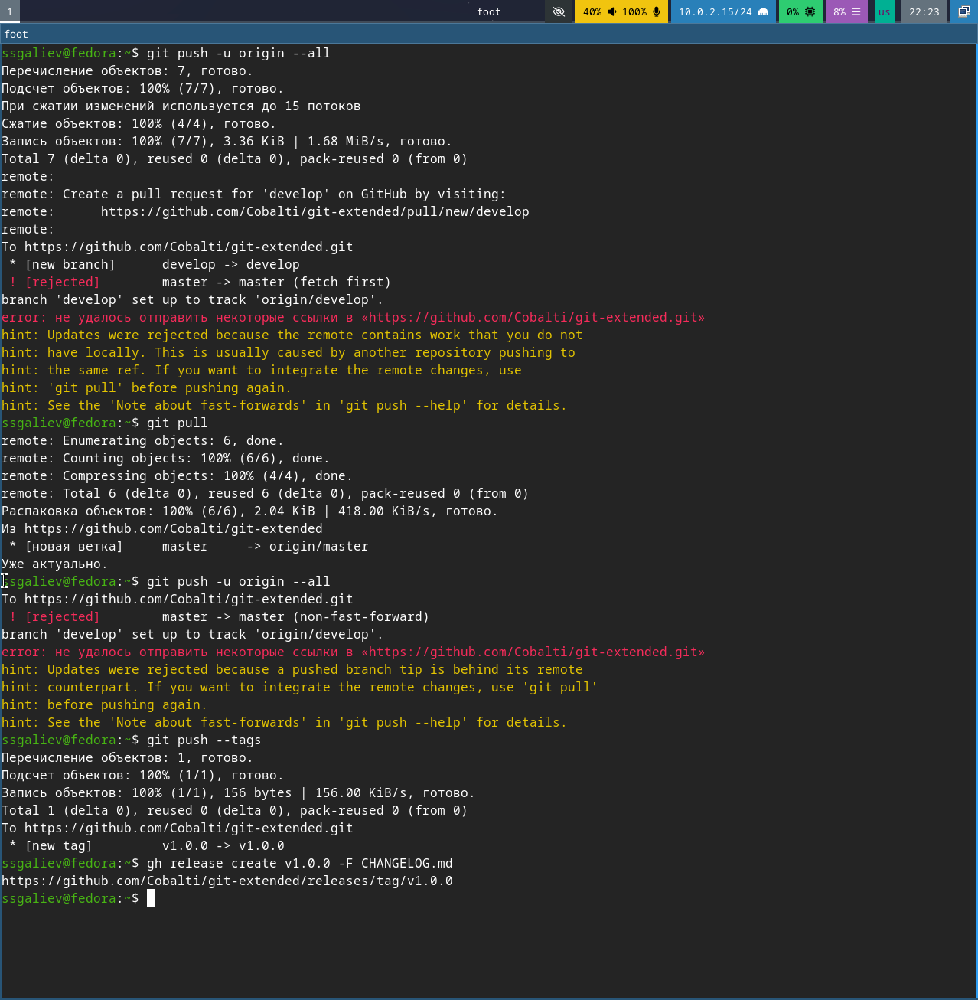 1 foot 40% 100% 10.0.2.15/24 0% 8% us 22:23
foot
ssgaliev@fedora:~$ git push -u origin --all
Перечисление объектов: 7, готово.
Подсчет объектов: 100% (7/7), готово.
При сжатии изменений используется до 15 потоков
Сжатие объектов: 100% (4/4), готово.
Запись объектов: 100% (7/7), 3.36 KiB | 1.68 MiB/s, готово.
Total 7 (delta 0), reused 0 (delta 0), pack-reused 0 (from 0)
remote:
remote: Create a pull request for 'develop' on GitHub by visiting:
remote:      https://github.com/Cobalti/git-extended/pull/new/develop
remote:
To https://github.com/Cobalti/git-extended.git
 * [new branch]      develop -> develop
 ! [rejected]        master -> master (fetch first)
branch 'develop' set up to track 'origin/develop'.
error: не удалось отправить некоторые ссылки в «https://github.com/Cobalti/git-extended.git»
hint: Updates were rejected because the remote contains work that you do not
hint: have locally. This is usually caused by another repository pushing to
hint: the same ref. If you want to integrate the remote changes, use
hint: 'git pull' before pushing again.
hint: See the 'Note about fast-forwards' in 'git push --help' for details.
ssgaliev@fedora:~$ git pull
remote: Enumerating objects: 6, done.
remote: Counting objects: 100% (6/6), done.
remote: Compressing objects: 100% (4/4), done.
remote: Total 6 (delta 0), reused 6 (delta 0), pack-reused 0 (from 0)
Распаковка объектов: 100% (6/6), 2.04 KiB | 418.00 KiB/s, готово.
Из https://github.com/Cobalti/git-extended
 * [новая ветка]     master     -> origin/master
Уже актуально.
ssgaliev@fedora:~$ git push -u origin --all
To https://github.com/Cobalti/git-extended.git
 ! [rejected]        master -> master (non-fast-forward)
branch 'develop' set up to track 'origin/develop'.
error: не удалось отправить некоторые ссылки в «https://github.com/Cobalti/git-extended.git»
hint: Updates were rejected because a pushed branch tip is behind its remote
hint: counterpart. If you want to integrate the remote changes, use 'git pull'
hint: before pushing again.
hint: See the 'Note about fast-forwards' in 'git push --help' for details.
ssgaliev@fedora:~$ git push --tags
Перечисление объектов: 1, готово.
Подсчет объектов: 100% (1/1), готово.
Запись объектов: 100% (1/1), 156 bytes | 156.00 KiB/s, готово.
Total 1 (delta 0), reused 0 (delta 0), pack-reused 0 (from 0)
To https://github.com/Cobalti/git-extended.git
 * [new tag]         v1.0.0 -> v1.0.0
ssgaliev@fedora:~$ gh release create v1.0.0 -F CHANGELOG.md
https://github.com/Cobalti/git-extended/releases/tag/v1.0.0
ssgaliev@fedora:~$